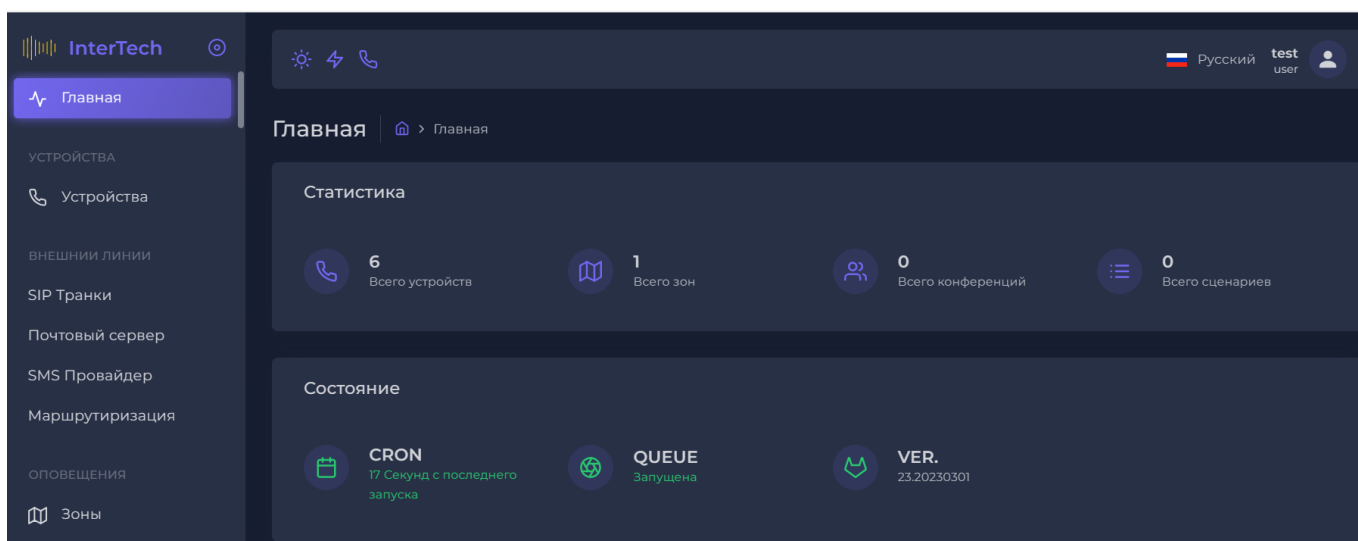 InterTech
Главная
УСТРОЙСТВА
Устройства
ВНЕШНИИ ЛИНИИ
SIP Транки
Почтовый сервер
SMS Провайдер
Маршрутиризация
ОПОВЕЩЕНИЯ
Зоны
Русский
test
user
Главная
> Главная
Статистика
6
Всего устройств
1
Всего зон
0
Всего конференций
0
Всего сценариев
Состояние
CRON
17 Секунд с последнего
запуска
QUEUE
Запущена
VER.
23.20230301